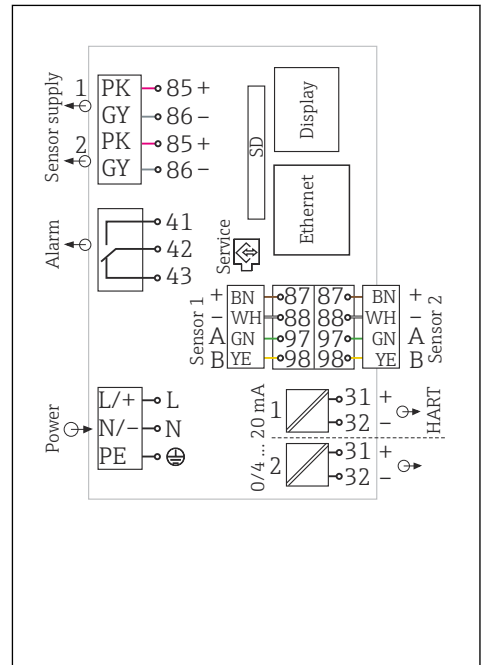 Sensor supply
1
PK
85 +
GY
86 –
2
PK
85 +
GY
86 –
Display
SD
Ethernet
Alarm
41
42
43
Service
Sensor 1
+ BN 87 87 BN +
– WH 88 88 WH –
A GN 97 97 GN A
B YE 98 98 YE B
Sensor 2
Power
L/+ L
N/– N
PE
0/4 ... 20 mA
1
31 +
32 –
HART
2
31 +
32 –